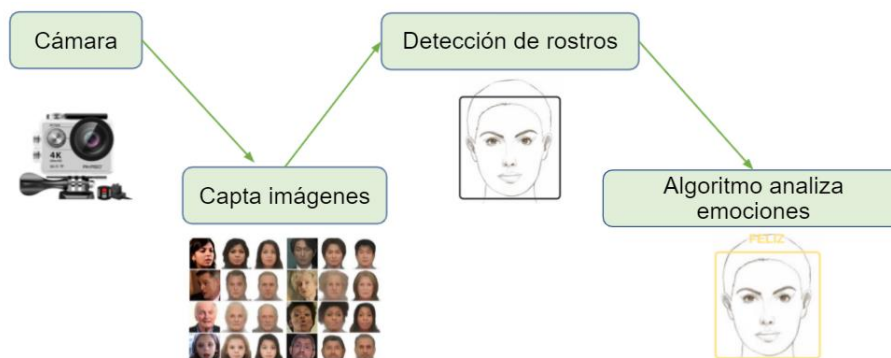 Cámara
Detección de rostros
4K
Capta imágenes
Algoritmo analiza
emociones
FELIZ